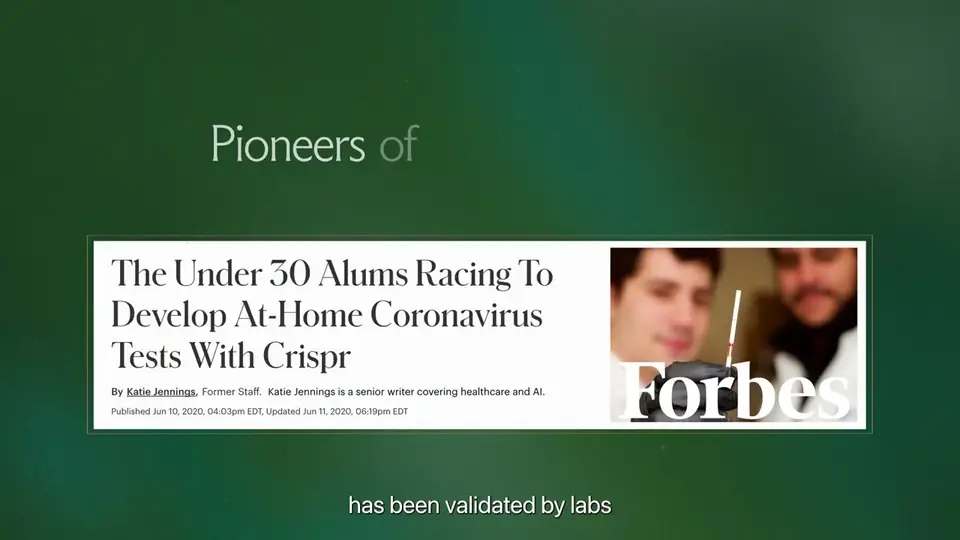 Pioneers of
The Under 30 Alums Racing To
Develop At-Home Coronavirus
Tests With Crispr
By Katie Jennings, Former Staff. Katie Jennings is a senior writer covering healthcare and AI.
Published Jun 10, 2020, 04:03pm EDT, Updated Jun 11, 2020, 06:19pm EDT
Forbes
has been validated by labs